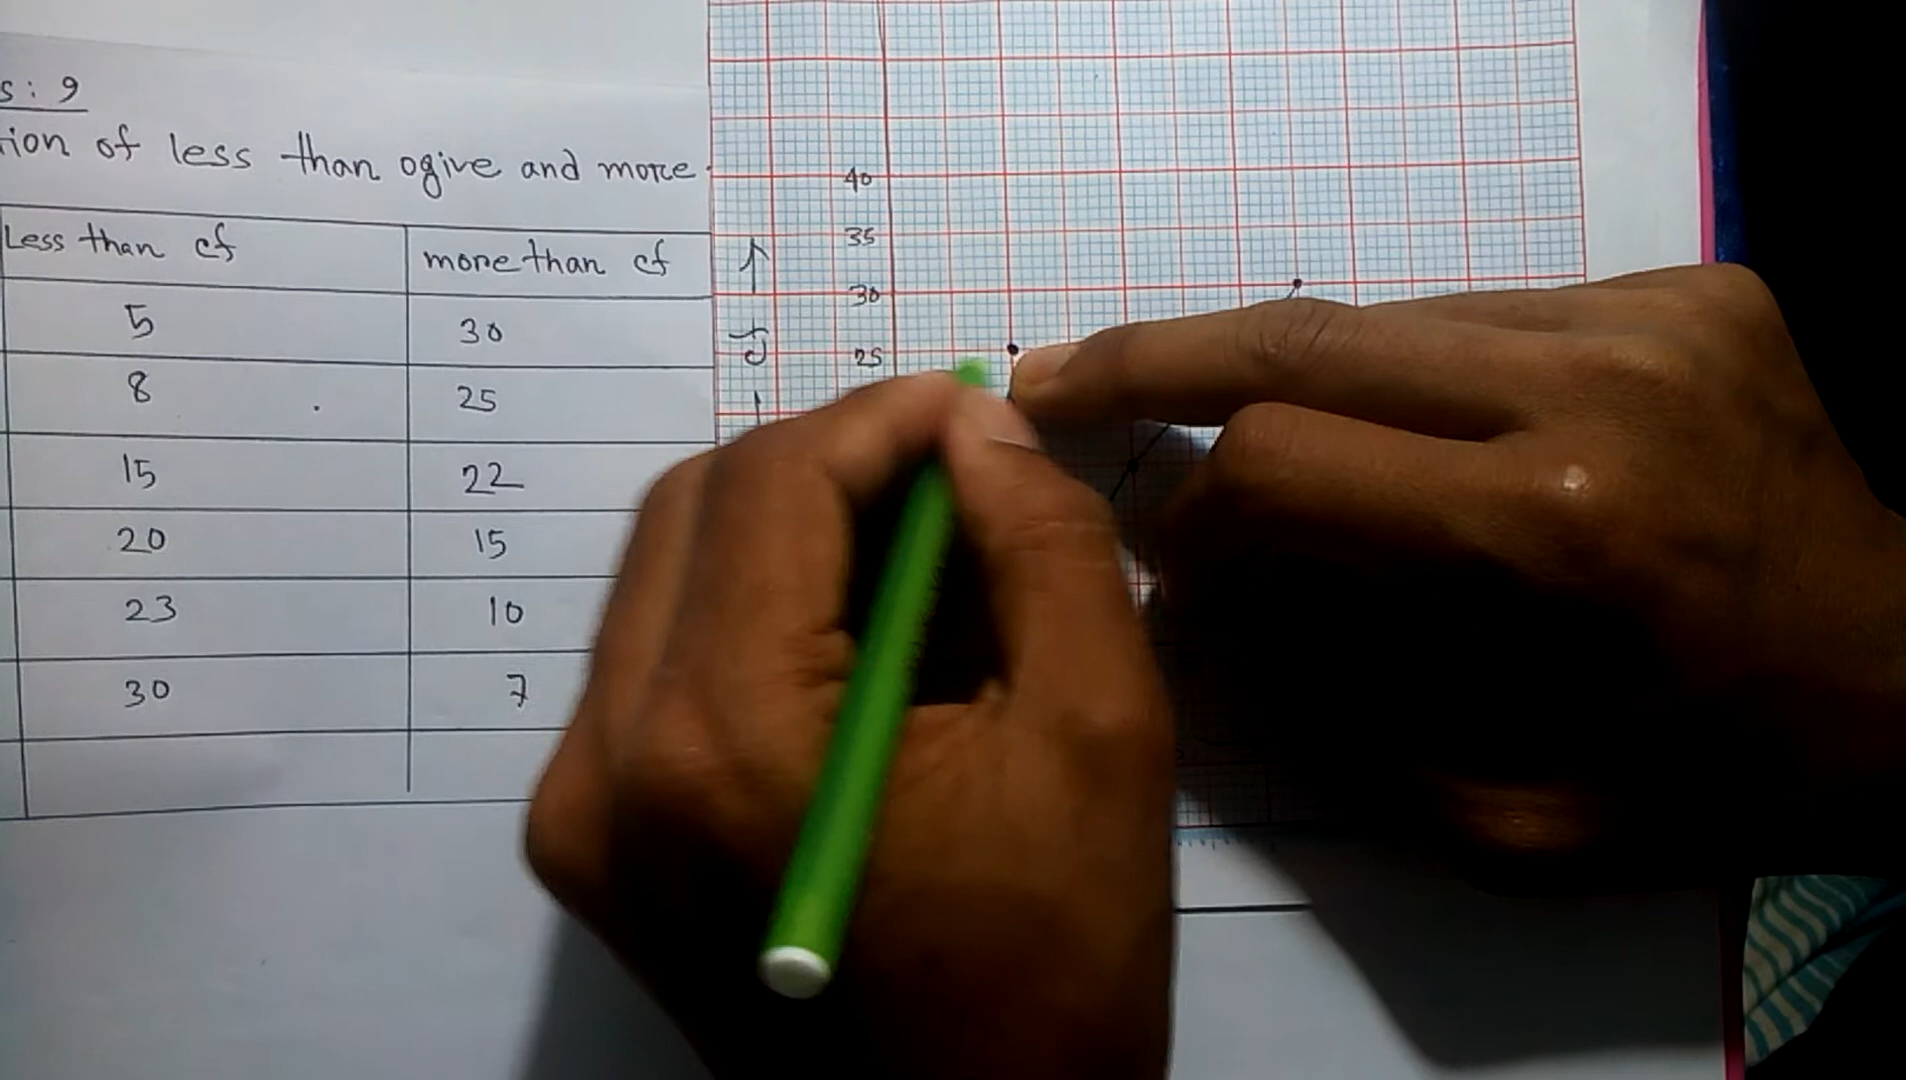 s: 9
tion of less than ogive and more
Less than cf more than cf
5 30
8 25
15 22
20 15
23 10
30 7
40
35
30
25
cf